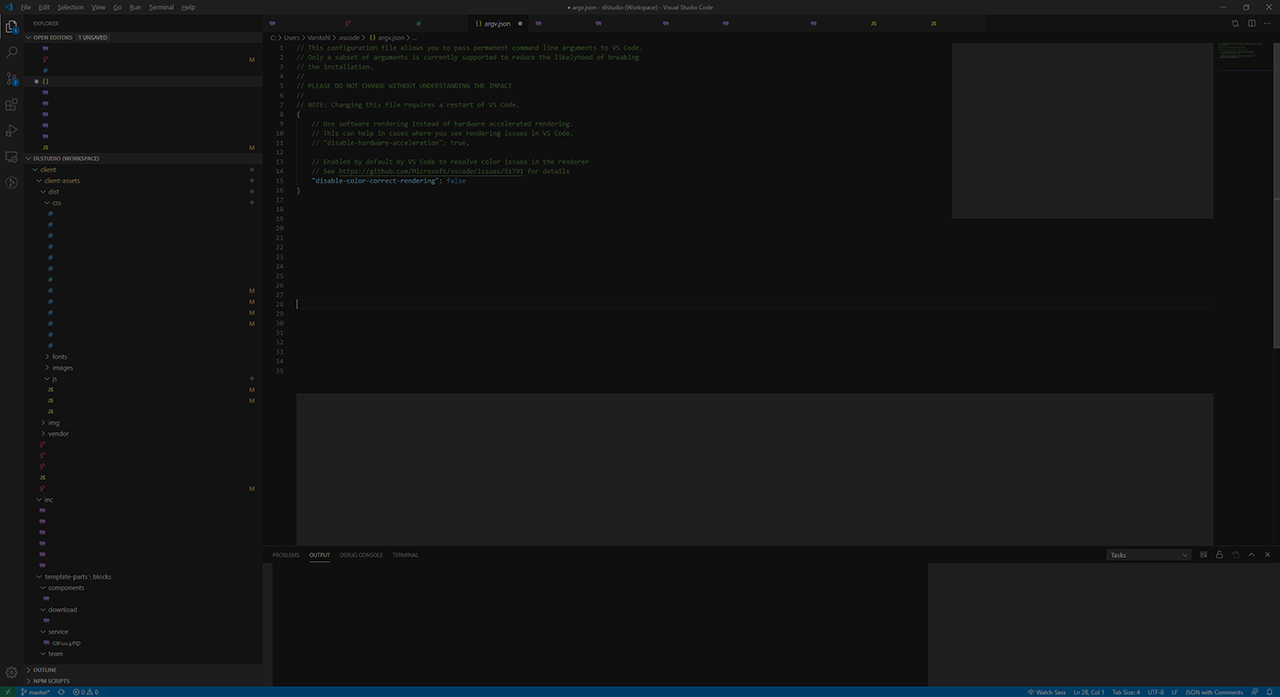 File Edit Selection View Go Run Terminal Help
● argv.json - dlstudio (Workspace) - Visual Studio Code
EXPLORER
{} argv.json ●
OPEN EDITORS 1 UNSAVED
C: > Users > Varstahl > .vscode > {} argv.json > ...
M
{}
JS M
DLSTUDIO (WORKSPACE)
client
client-assets
dist
css
#
#
#
#
#
#
#
# M
# M
# M
# M
#
#
fonts
images
js
JS M
JS M
JS
img
vendor
JS
M
inc
template-parts \ blocks
components
download
service
team
OUTLINE
NPM SCRIPTS
1 // This configuration file allows you to pass permanent command line arguments to VS Code.
2 // Only a subset of arguments is currently supported to reduce the likelyhood of breaking
3 // the installation.
4 //
5 // PLEASE DO NOT CHANGE WITHOUT UNDERSTANDING THE IMPACT
6 //
7 // NOTE: Changing this file requires a restart of VS Code.
8 {
9 // Use software rendering instead of hardware accelerated rendering.
10 // This can help in cases where you see rendering issues in VS Code.
11 // "disable-hardware-acceleration": true,
12
13 // Enabled by default by VS Code to resolve color issues in the renderer
14 // See https://github.com/Microsoft/vscode/issues/51791 for details
15 "disable-color-correct-rendering": false
16 }
17
18
19
20
21
22
23
24
25
26
27
28
29
30
31
32
33
34
35
PROBLEMS OUTPUT DEBUG CONSOLE TERMINAL
Tasks
master* 0 0
Watch Sass Ln 28, Col 1 Tab Size: 4 UTF-8 LF JSON with Comments